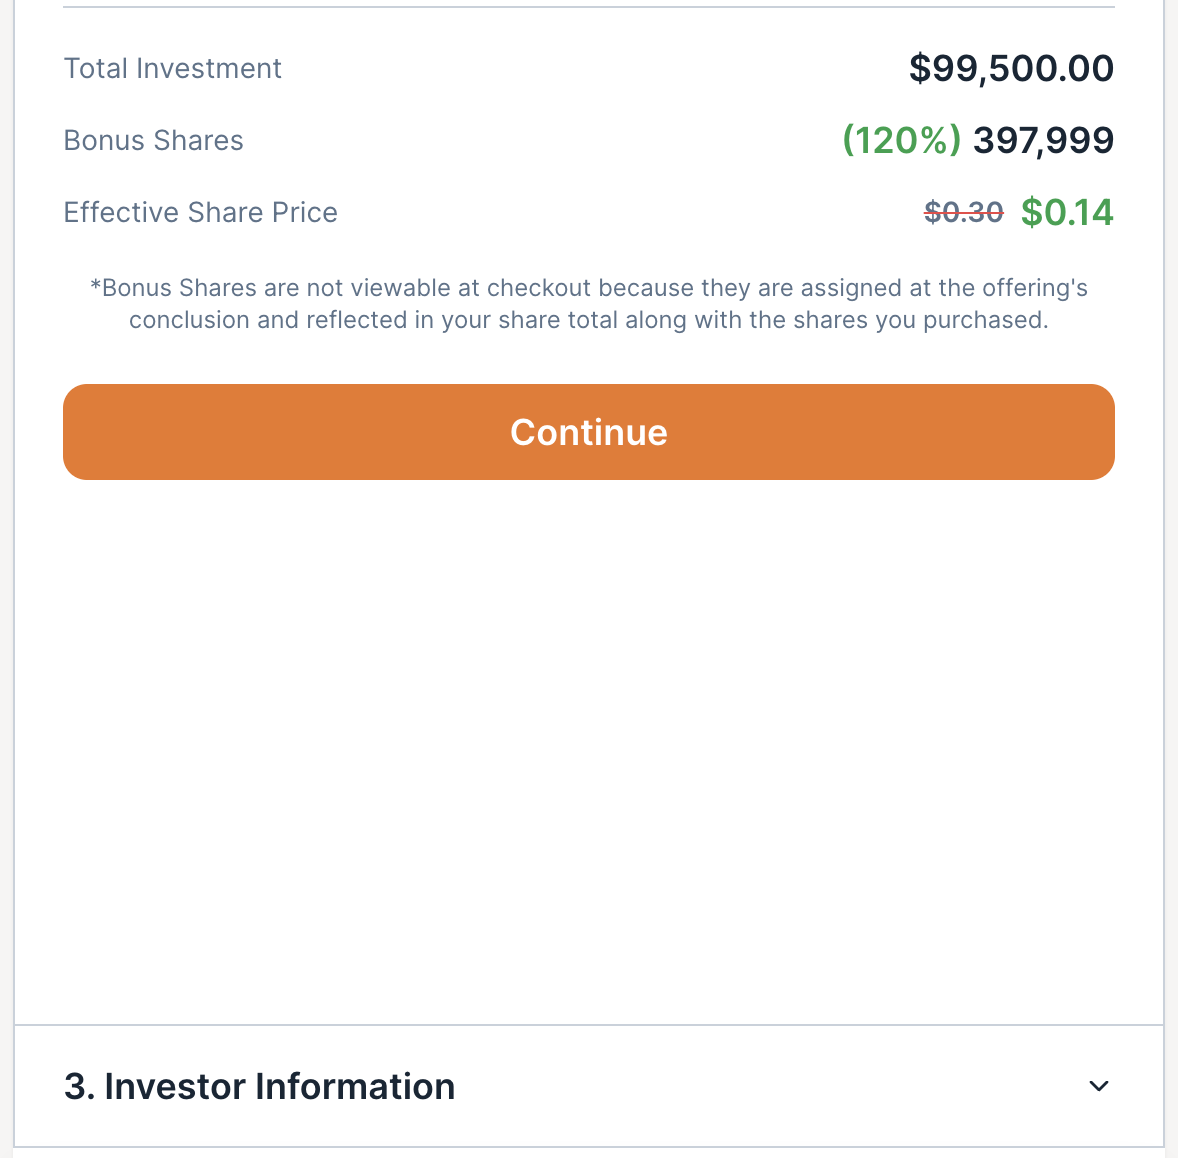 Total Investment $99,500.00
Bonus Shares (120%) 397,999
Effective Share Price $0.30 $0.14
*Bonus Shares are not viewable at checkout because they are assigned at the offering's
conclusion and reflected in your share total along with the shares you purchased.
Continue
3. Investor Information